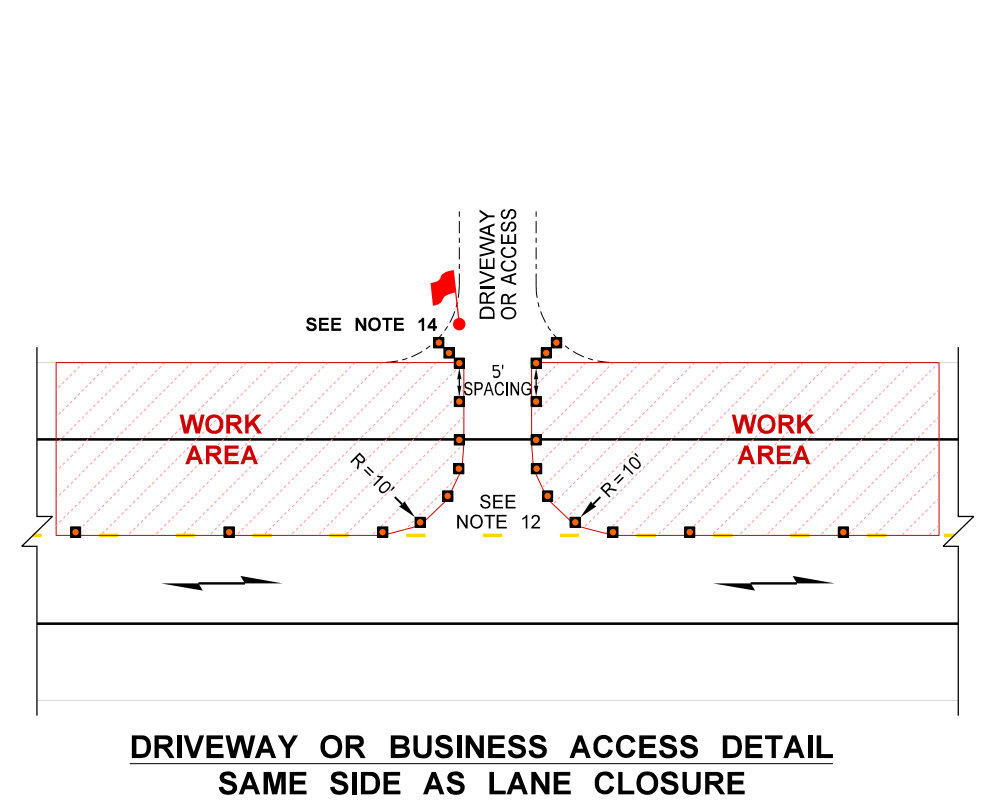 DRIVEWAY
OR ACCESS
SEE NOTE 14
5'
SPACING
WORK
AREA
WORK
AREA
R=10'
R=10'
SEE
NOTE 12
DRIVEWAY OR BUSINESS ACCESS DETAIL
SAME SIDE AS LANE CLOSURE